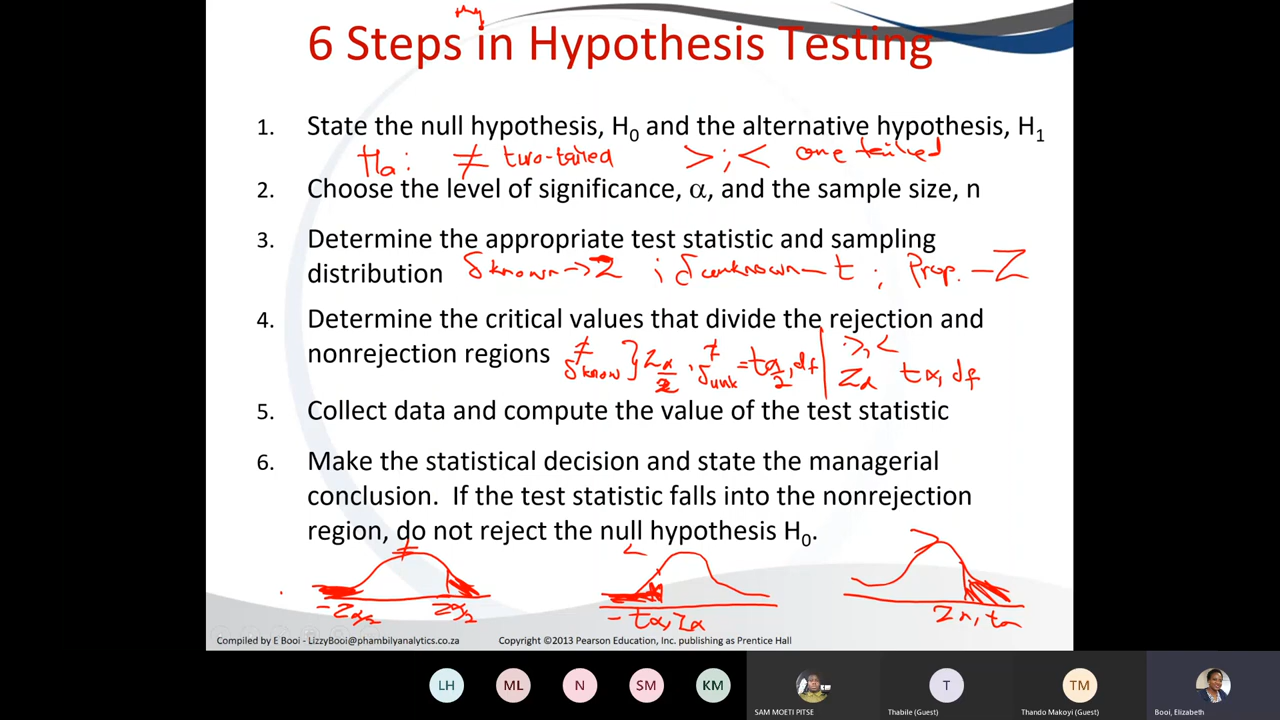 6 Steps in Hypothesis Testing
1. State the null hypothesis, H0 and the alternative hypothesis, H1
Ha: ≠ two-tailed > ; < one tailed
2. Choose the level of significance, α, and the sample size, n
3. Determine the appropriate test statistic and sampling
distribution δ known → Z ; δ unknown – t ; Prop. – Z
4. Determine the critical values that divide the rejection and
≠ ≠ >, <
nonrejection regions δ know } Zα/2 . δ unk = tα/2, df | Zα tα, df
5. Collect data and compute the value of the test statistic
6. Make the statistical decision and state the managerial
conclusion. If the test statistic falls into the nonrejection
region, do not reject the null hypothesis H0.
≠ < >
-Zα/2 Zα/2 -tα, Zα Zα, tα
Compiled by E Booi - LizzyBooi@phambilyanalytics.co.za Copyright ©2013 Pearson Education, Inc. publishing as Prentice Hall
LH ML N SM KM T TM
SAM MOETI PITSE Thabile (Guest) Thando Makoyi (Guest) Booi, Elizabeth